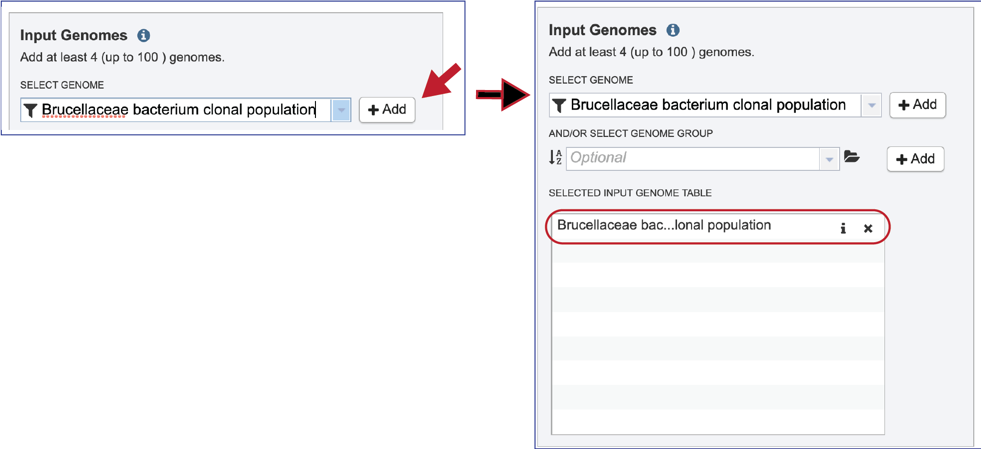 Input Genomes i
Add at least 4 (up to 100 ) genomes.
SELECT GENOME
Brucellaceae bacterium clonal population
+ Add
Input Genomes i
Add at least 4 (up to 100 ) genomes.
SELECT GENOME
Brucellaceae bacterium clonal population
+ Add
AND/OR SELECT GENOME GROUP
A
Z
Optional
+ Add
SELECTED INPUT GENOME TABLE
Brucellaceae bac...lonal population i ×